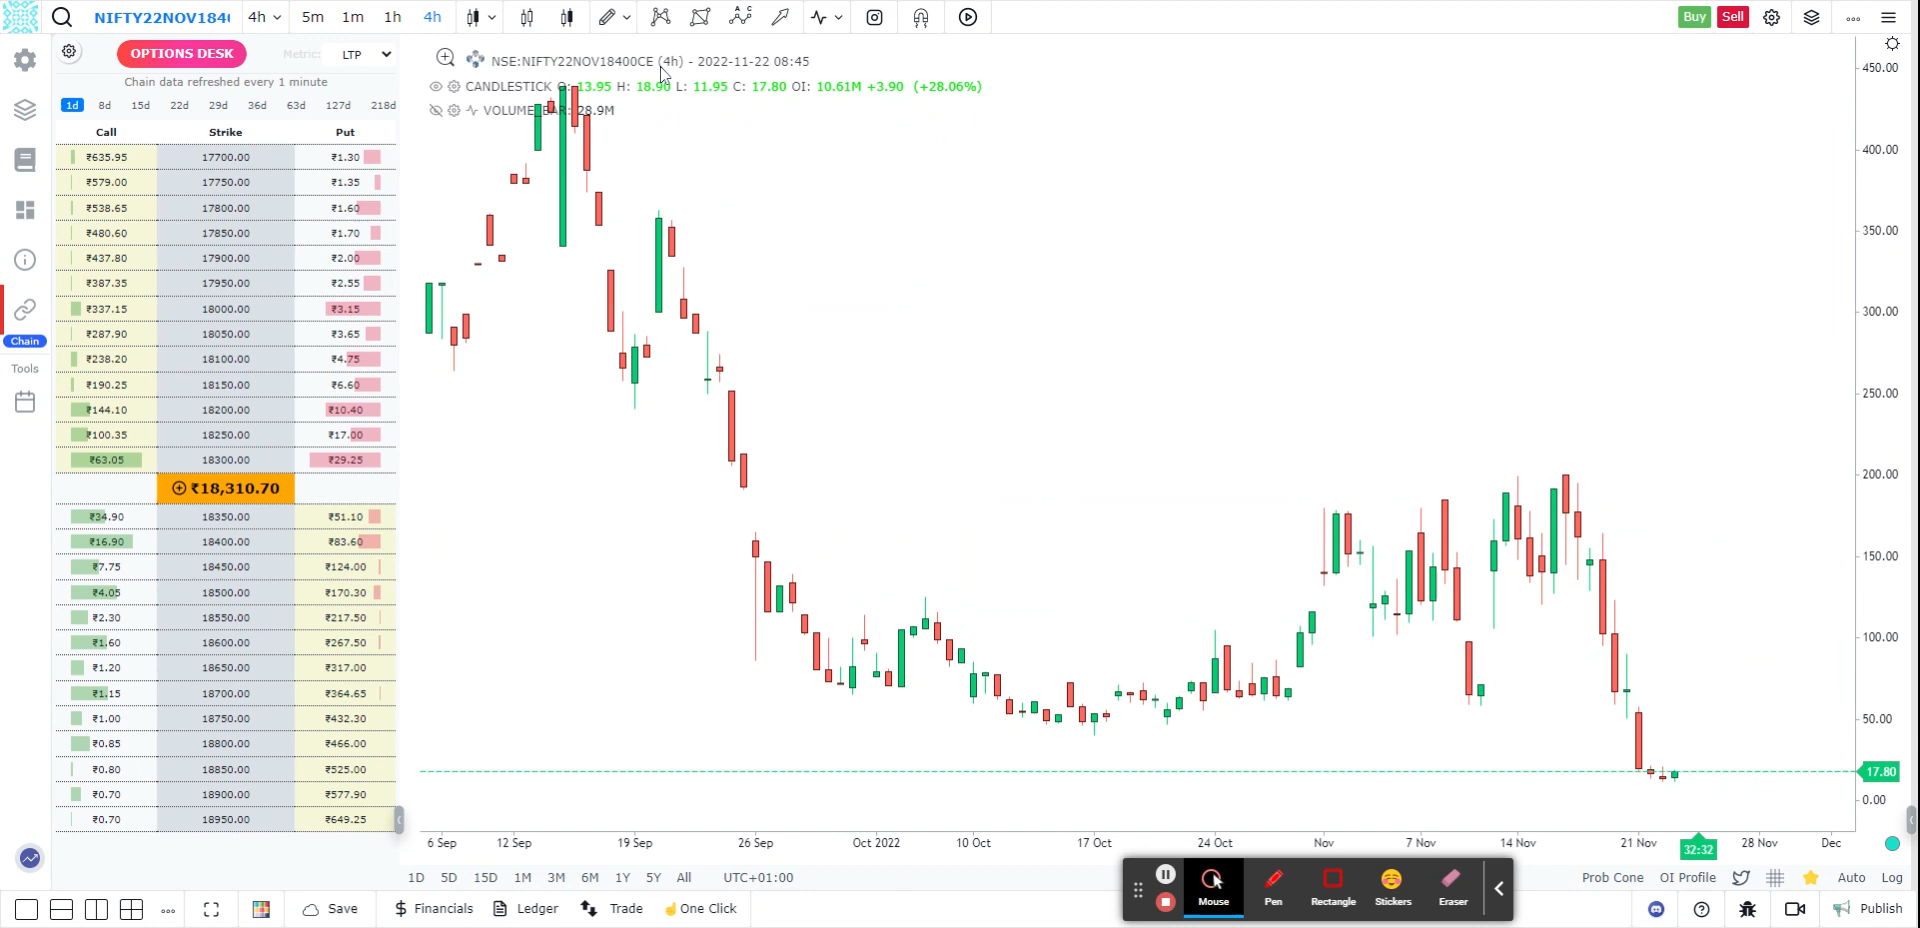 NIFTY22NOV1840 4h 5m 1m 1h 4h Buy Sell
OPTIONS DESK Metric: LTP
Chain data refreshed every 1 minute
1d 8d 15d 22d 29d 36d 63d 127d 218d
Call Strike Put
₹635.95 17700.00 ₹1.30
₹579.00 17750.00 ₹1.35
₹538.65 17800.00 ₹1.60
₹480.60 17850.00 ₹1.70
₹437.80 17900.00 ₹2.00
₹387.35 17950.00 ₹2.55
₹337.15 18000.00 ₹3.15
₹287.90 18050.00 ₹3.65
₹238.20 18100.00 ₹4.75
₹190.25 18150.00 ₹6.60
₹144.10 18200.00 ₹10.40
₹100.35 18250.00 ₹17.00
₹63.05 18300.00 ₹29.25
₹18,310.70
₹34.90 18350.00 ₹51.10
₹16.90 18400.00 ₹83.60
₹7.75 18450.00 ₹124.00
₹4.05 18500.00 ₹170.30
₹2.30 18550.00 ₹217.50
₹1.60 18600.00 ₹267.50
₹1.20 18650.00 ₹317.00
₹1.15 18700.00 ₹364.65
₹1.00 18750.00 ₹432.30
₹0.85 18800.00 ₹466.00
₹0.80 18850.00 ₹525.00
₹0.70 18900.00 ₹577.90
₹0.70 18950.00 ₹649.25
Chain
Tools
NSE:NIFTY22NOV18400CE (4h) - 2022-11-22 08:45
CANDLESTICK O: 13.95 H: 18.90 L: 11.95 C: 17.80 OI: 10.61M +3.90 (+28.06%)
VOLUME BAR: 28.9M
450.00
400.00
350.00
300.00
250.00
200.00
150.00
100.00
50.00
17.80
0.00
6 Sep 12 Sep 19 Sep 26 Sep Oct 2022 10 Oct 17 Oct 24 Oct Nov 7 Nov 14 Nov 21 Nov 32:32 28 Nov Dec
1D 5D 15D 1M 3M 6M 1Y 5Y All UTC+01:00 Prob Cone OI Profile Auto Log
Mouse Pen Rectangle Stickers Eraser
Save Financials Ledger Trade One Click Publish